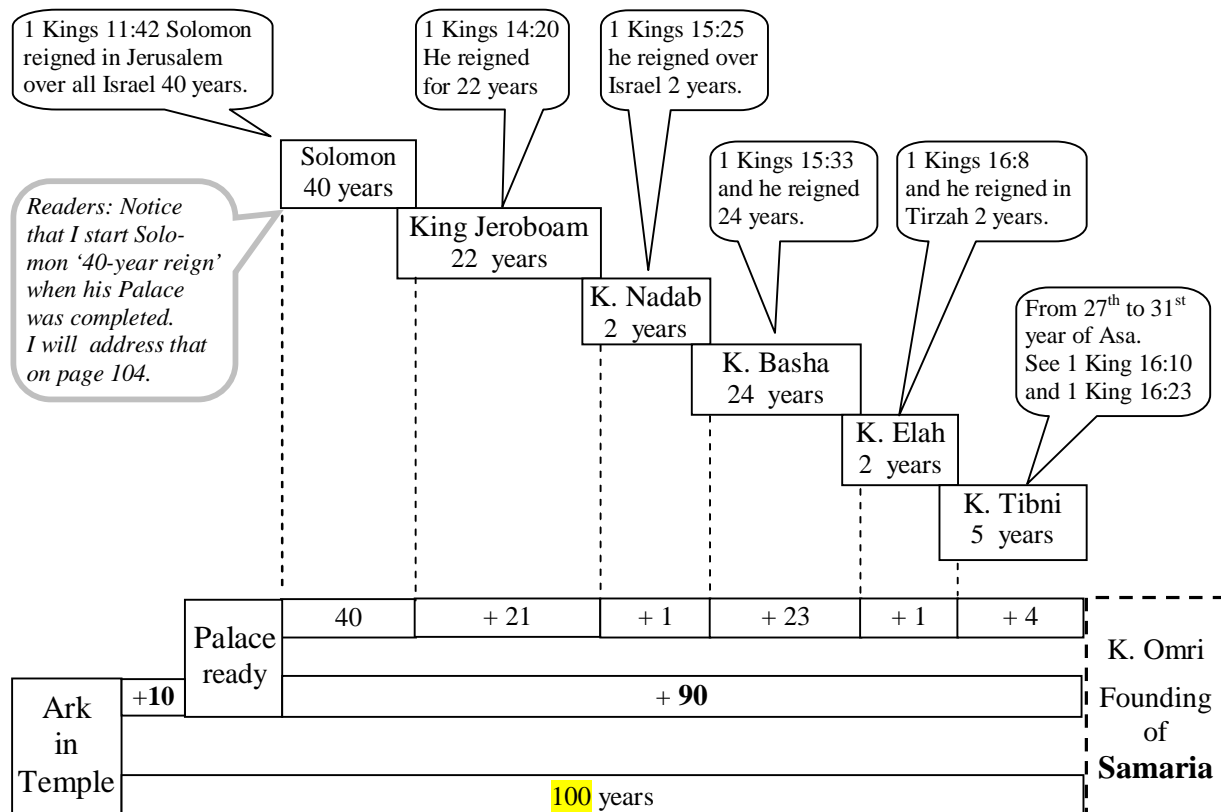 1 Kings 11:42 Solomon
reigned in Jerusalem
over all Israel 40 years.
1 Kings 14:20
He reigned
for 22 years
1 Kings 15:25
he reigned over
Israel 2 years.
Solomon
40 years
1 Kings 15:33
and he reigned
24 years.
1 Kings 16:8
and he reigned in
Tirzah 2 years.
Readers: Notice
that I start Solo-
mon ‘40-year reign’
when his Palace
was completed.
I will address that
on page 104.
King Jeroboam
22 years
K. Nadab
2 years
From 27th to 31st
year of Asa.
See 1 King 16:10
and 1 King 16:23
K. Basha
24 years
K. Elah
2 years
K. Tibni
5 years
Palace
ready
40
+ 21
+ 1
+ 23
+ 1
+ 4
K. Omri
Founding
of
Samaria
Ark
in
Temple
+10
+ 90
100 years